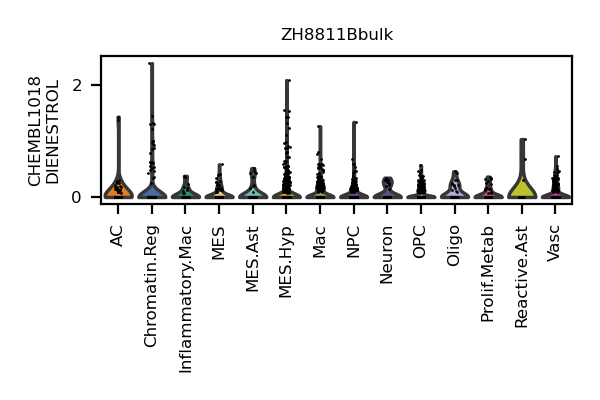 ZH8811Bbulk
CHEMBL1018
DIENESTROL
2
0
AC
Chromatin.Reg
Inflammatory.Mac
MES
MES.Ast
MES.Hyp
Mac
NPC
Neuron
OPC
Oligo
Prolif.Metab
Reactive.Ast
Vasc